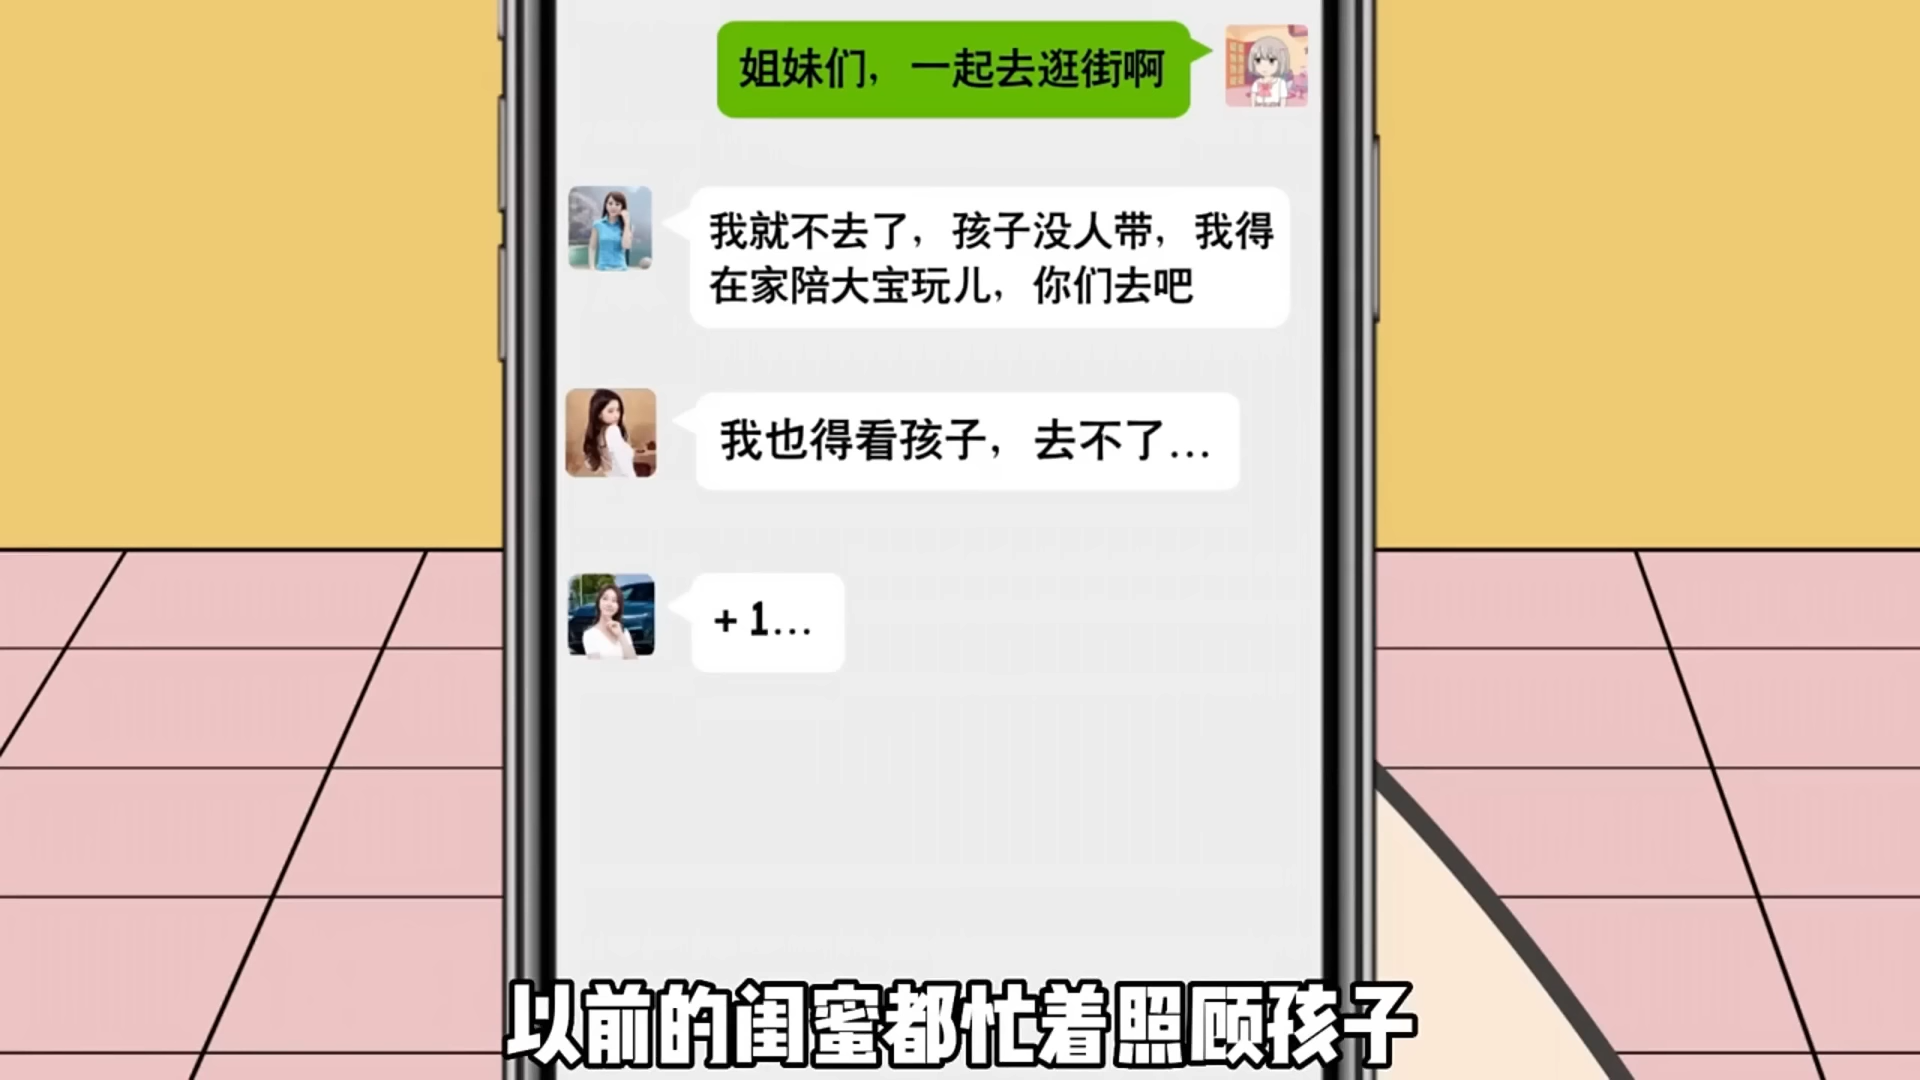 姐妹们，一起去逛街啊
我就不去了，孩子没人带，我得
在家陪大宝玩儿，你们去吧
我也得看孩子，去不了...
+1...
以前的闺蜜都忙着照顾孩子